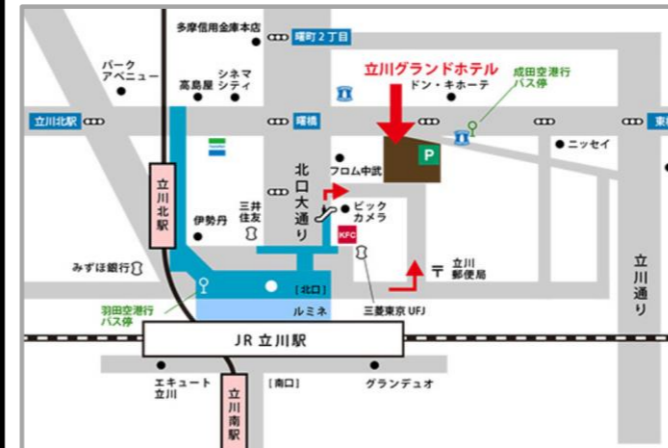 多摩信用金庫本店
曙町2丁目
パーク
アベニュー
高島屋
シネマ
シティ
立川グランドホテル
ドン・キホーテ
成田空港行
バス停
立川北駅
曙橋
ニッセイ
フロム中武
P
立川北駅
北口大通り
三井
住友
伊勢丹
ビック
カメラ
KFC
みずほ銀行
立川
郵便局
立川通り
[北口]
羽田空港行
バス停
ルミネ
三菱東京UFJ
JR 立川駅
エキュート
立川
[南口]
グランデュオ
立川南駅